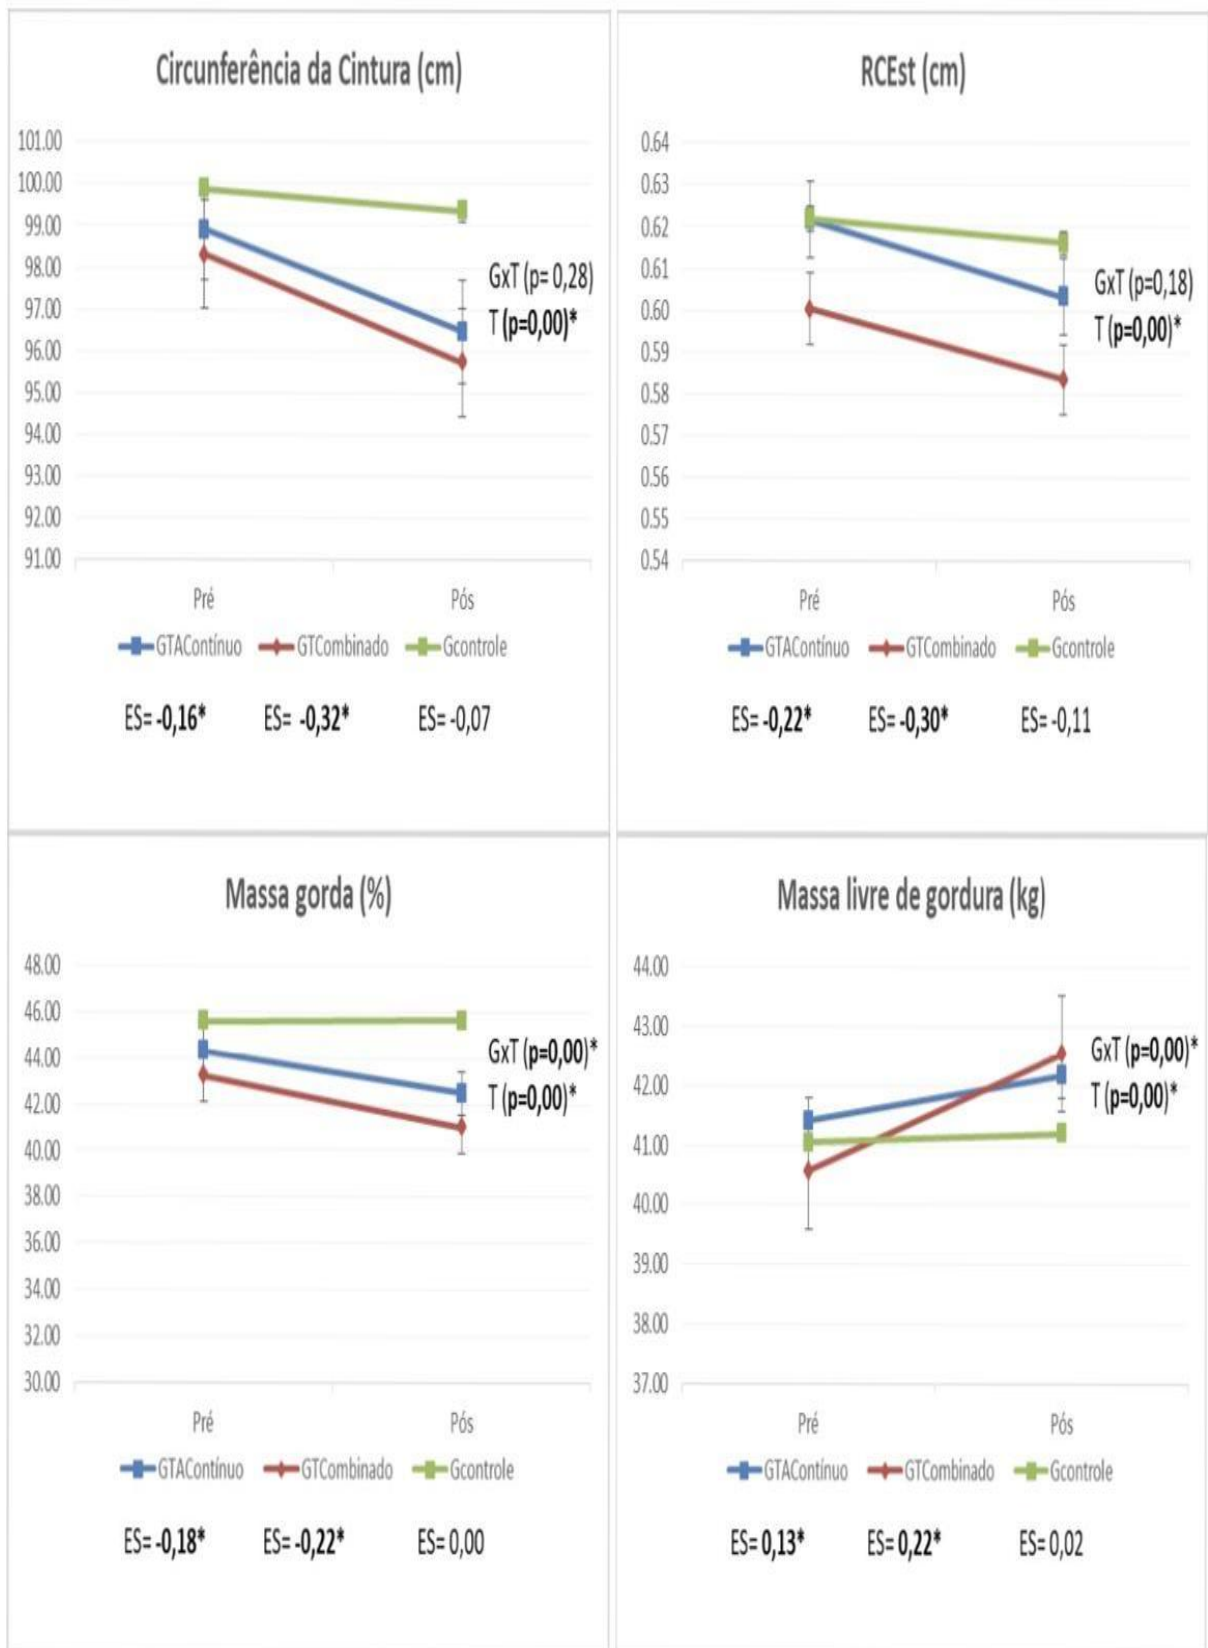 Circunferência da Cintura (cm)
101.00
100.00
99.00
98.00
97.00
96.00
95.00
94.00
93.00
92.00
91.00
GxT (p= 0,28)
T (p=0,00)*
Pré Pós
GTAContínuo GTCombinado Gcontrole
ES= -0,16* ES= -0,32* ES= -0,07
RCEst (cm)
0.64
0.63
0.62
0.61
0.60
0.59
0.58
0.57
0.56
0.55
0.54
GxT (p=0,18)
T (p=0,00)*
Pré Pós
GTAContínuo GTCombinado Gcontrole
ES= -0,22* ES= -0,30* ES= -0,11
Massa gorda (%)
48.00
46.00
44.00
42.00
40.00
38.00
36.00
34.00
32.00
30.00
GxT (p=0,00)*
T (p=0,00)*
Pré Pós
GTAContínuo GTCombinado Gcontrole
ES= -0,18* ES= -0,22* ES= 0,00
Massa livre de gordura (kg)
44.00
43.00
42.00
41.00
40.00
39.00
38.00
37.00
GxT (p=0,00)*
T (p=0,00)*
Pré Pós
GTAContínuo GTCombinado Gcontrole
ES= 0,13* ES= 0,22* ES= 0,02